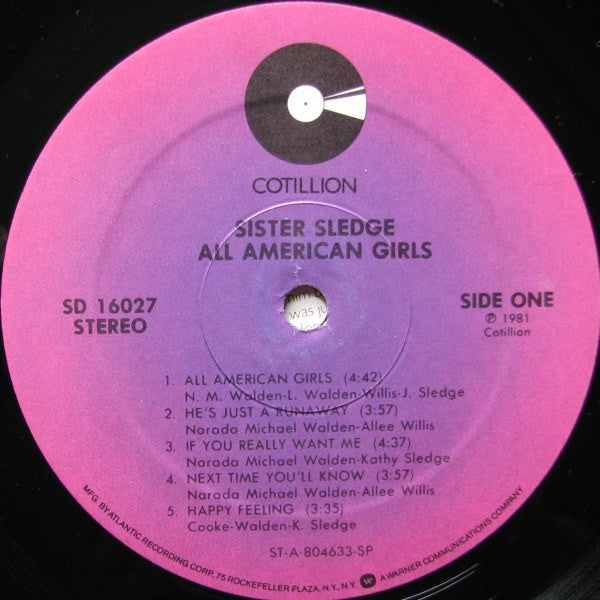 COTILLION
SISTER SLEDGE
ALL AMERICAN GIRLS
SD 16027
STEREO
SIDE ONE
℗ 1981
Cotillion
was ju
1. ALL AMERICAN GIRLS (4:42)
N. M. Walden-L. Walden-Willis-J. Sledge
2. HE'S JUST A RUNAWAY (3:57)
Narada Michael Walden-Allee Willis
3. IF YOU REALLY WANT ME (4:37)
Narada Michael Walden-Kathy Sledge
4. NEXT TIME YOU'LL KNOW (3:57)
Narada Michael Walden-Allee Willis
5. HAPPY FEELING (3:35)
Cooke-Walden-K. Sledge
ST-A-804633-SP
MFG. BY ATLANTIC RECORDING CORP. 75 ROCKEFELLER PLAZA, N.Y., N.Y. W A WARNER COMMUNICATIONS COMPANY